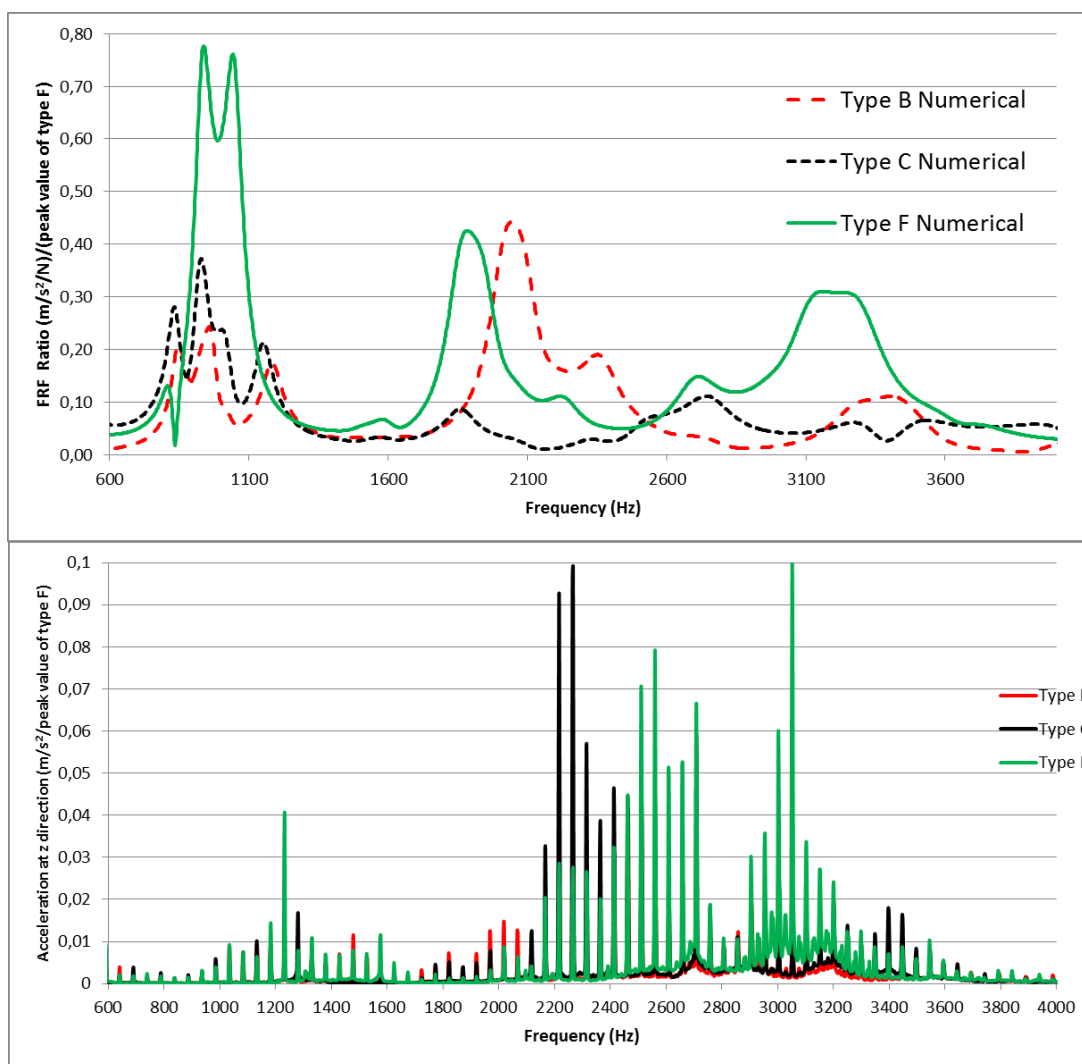 0,80
0,70
0,60
0,50
0,40
0,30
0,20
0,10
0,00
FRF Ratio (m/s²/N)/(peak value of type F)
Type B Numerical
Type C Numerical
Type F Numerical
600 1100 1600 2100 2600 3100 3600
Frequency (Hz)
0,1
0,09
0,08
0,07
0,06
0,05
0,04
0,03
0,02
0,01
0
Acceleration at z direction (m/s²/peak value of type F)
Type
Type
Type
600 800 1000 1200 1400 1600 1800 2000 2200 2400 2600 2800 3000 3200 3400 3600 3800 4000
Frequency (Hz)